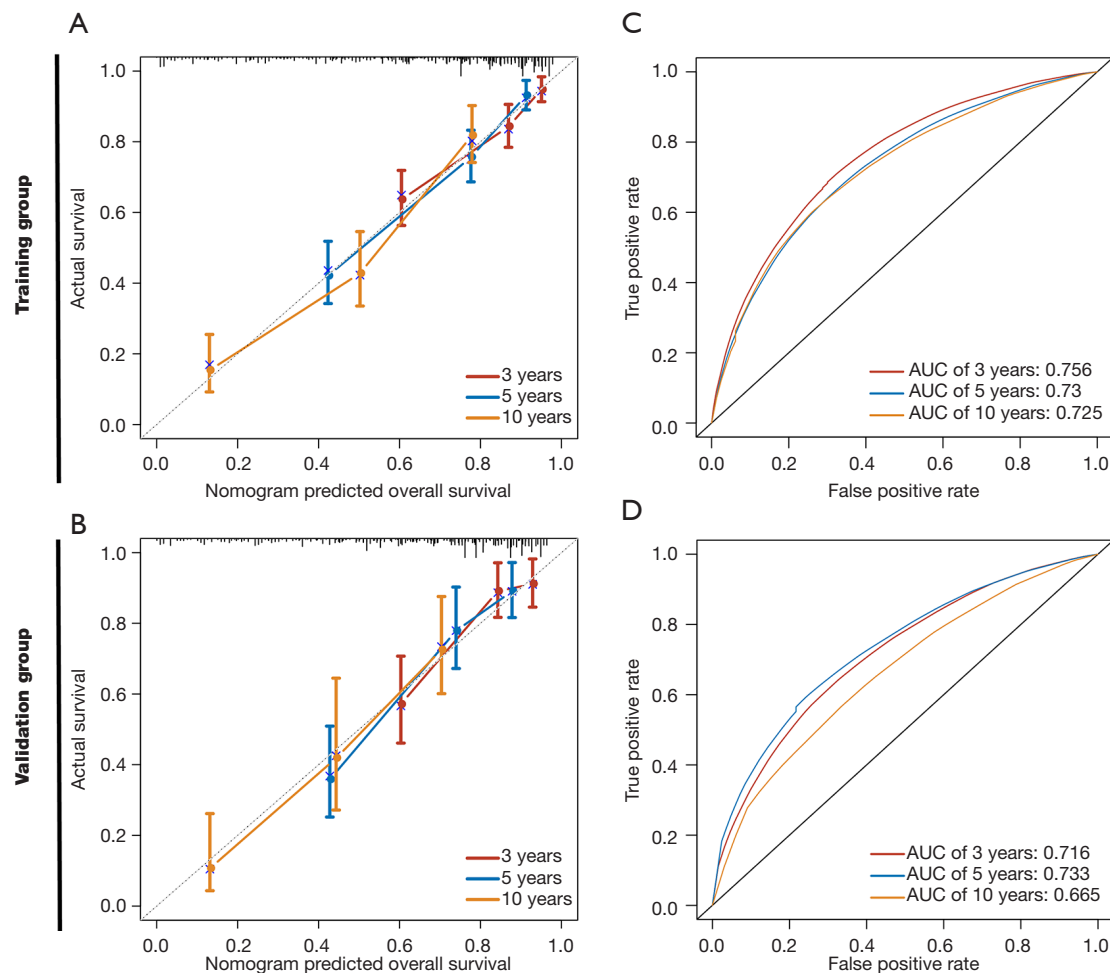 A
Training group
Actual survival
1.0
0.8
0.6
0.4
0.2
0.0
3 years
5 years
10 years
0.0 0.2 0.4 0.6 0.8 1.0
Nomogram predicted overall survival
C
True positive rate
1.0
0.8
0.6
0.4
0.2
0.0
AUC of 3 years: 0.756
AUC of 5 years: 0.73
AUC of 10 years: 0.725
0.0 0.2 0.4 0.6 0.8 1.0
False positive rate
B
Validation group
Actual survival
1.0
0.8
0.6
0.4
0.2
0.0
3 years
5 years
10 years
0.0 0.2 0.4 0.6 0.8 1.0
Nomogram predicted overall survival
D
True positive rate
1.0
0.8
0.6
0.4
0.2
0.0
AUC of 3 years: 0.716
AUC of 5 years: 0.733
AUC of 10 years: 0.665
0.0 0.2 0.4 0.6 0.8 1.0
False positive rate